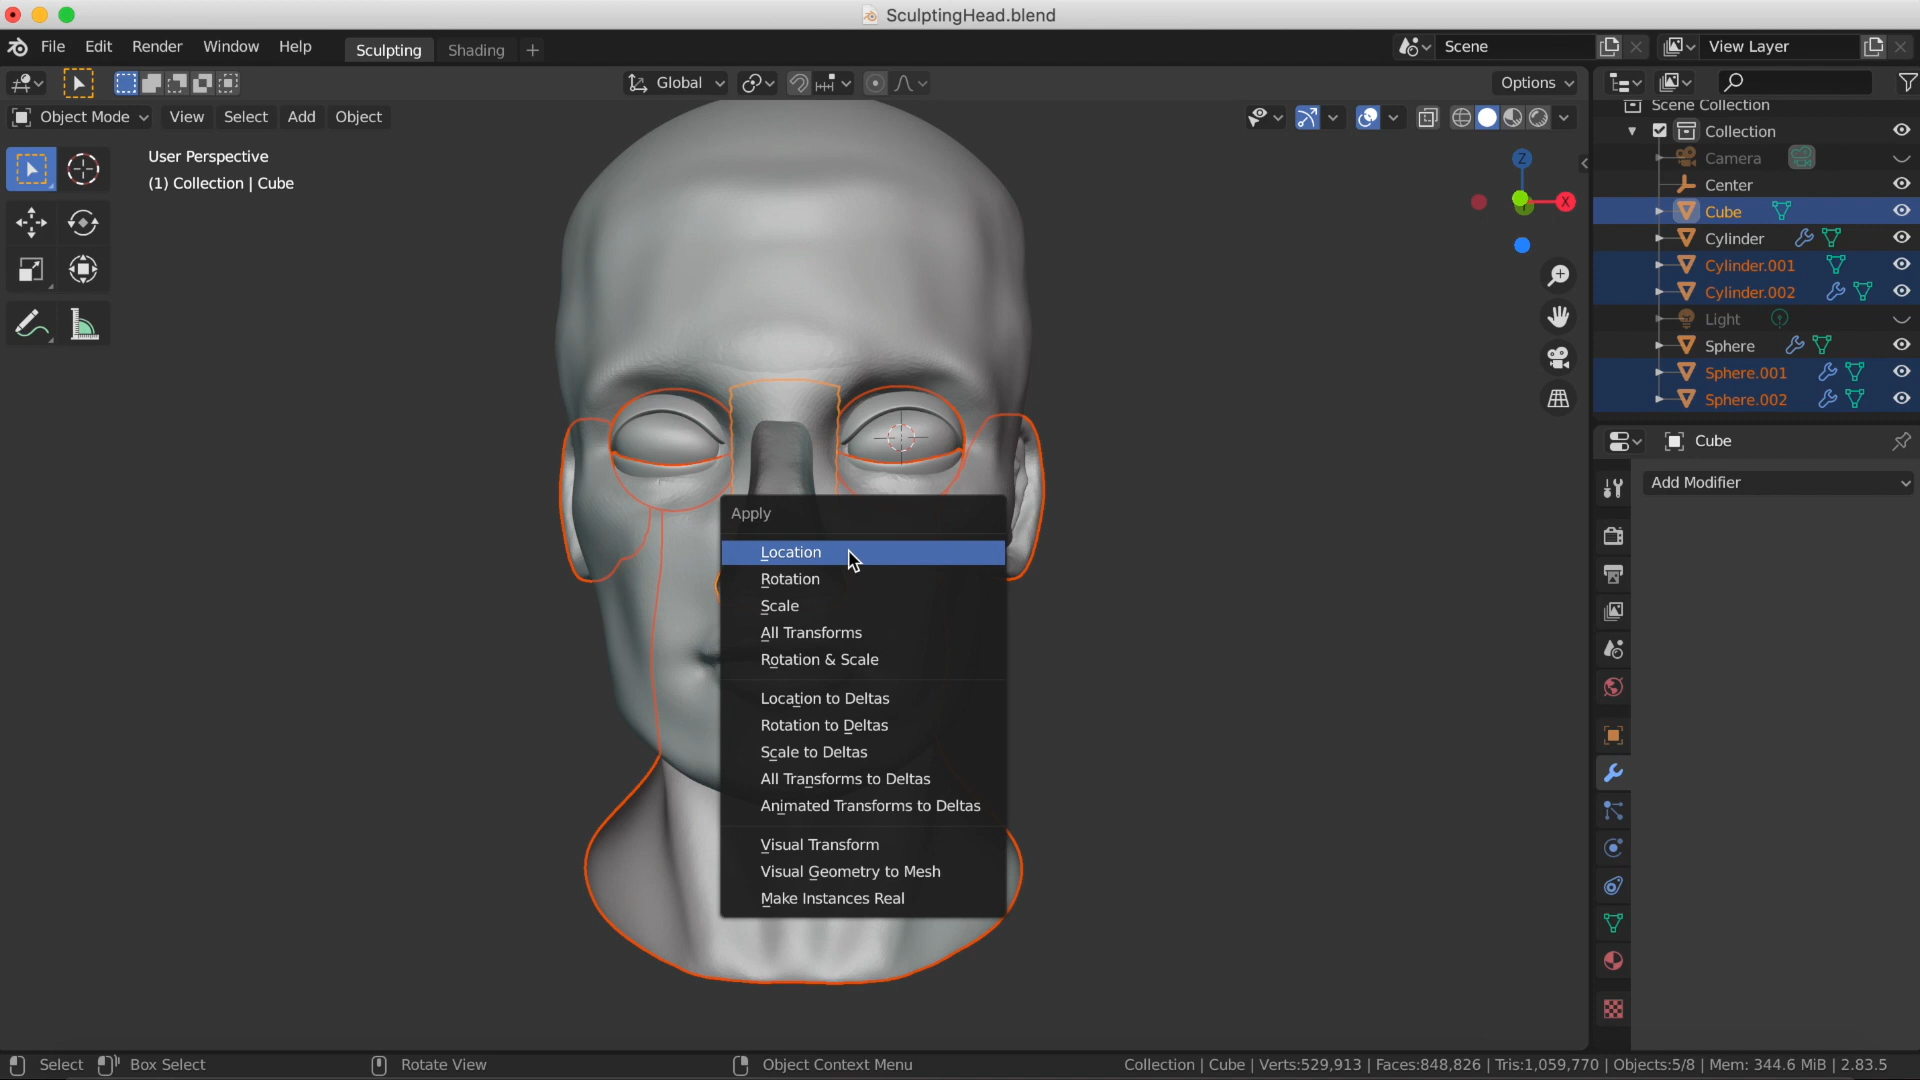 SculptingHead.blend
File Edit Render Window Help Sculpting Shading + Scene View Layer
Global Options
Object Mode View Select Add Object
User Perspective
(1) Collection | Cube
Z
X
Scene Collection
Collection
Camera
Center
Cube
Cylinder
Cylinder.001
Cylinder.002
Light
Sphere
Sphere.001
Sphere.002
Cube
Add Modifier
Apply
Location
Rotation
Scale
All Transforms
Rotation & Scale
Location to Deltas
Rotation to Deltas
Scale to Deltas
All Transforms to Deltas
Animated Transforms to Deltas
Visual Transform
Visual Geometry to Mesh
Make Instances Real
Select Box Select Rotate View Object Context Menu Collection | Cube | Verts:529,913 | Faces:848,826 | Tris:1,059,770 | Objects:5/8 | Mem: 344.6 MiB | 2.83.5